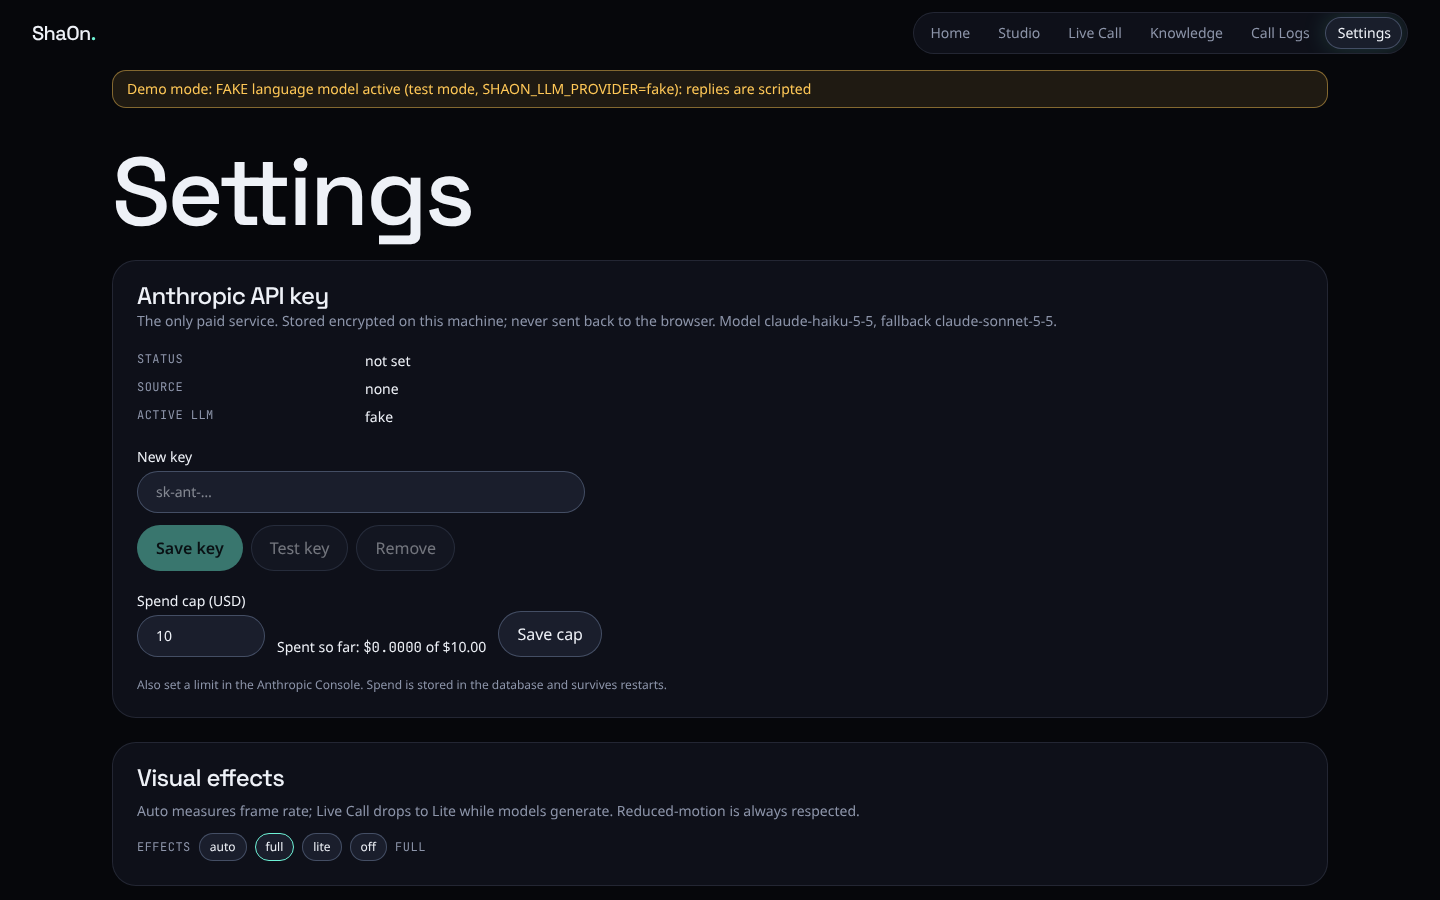 ShaOn.
Home Studio Live Call Knowledge Call Logs Settings
Demo mode: FAKE language model active (test mode, SHAON_LLM_PROVIDER=fake): replies are scripted
Settings
Anthropic API key
The only paid service. Stored encrypted on this machine; never sent back to the browser. Model claude-haiku-5-5, fallback claude-sonnet-5-5.
STATUS not set
SOURCE none
ACTIVE LLM fake
New key
sk-ant-...
Save key Test key Remove
Spend cap (USD)
10 Spent so far: $0.0000 of $10.00 Save cap
Also set a limit in the Anthropic Console. Spend is stored in the database and survives restarts.
Visual effects
Auto measures frame rate; Live Call drops to Lite while models generate. Reduced-motion is always respected.
EFFECTS auto full lite off FULL